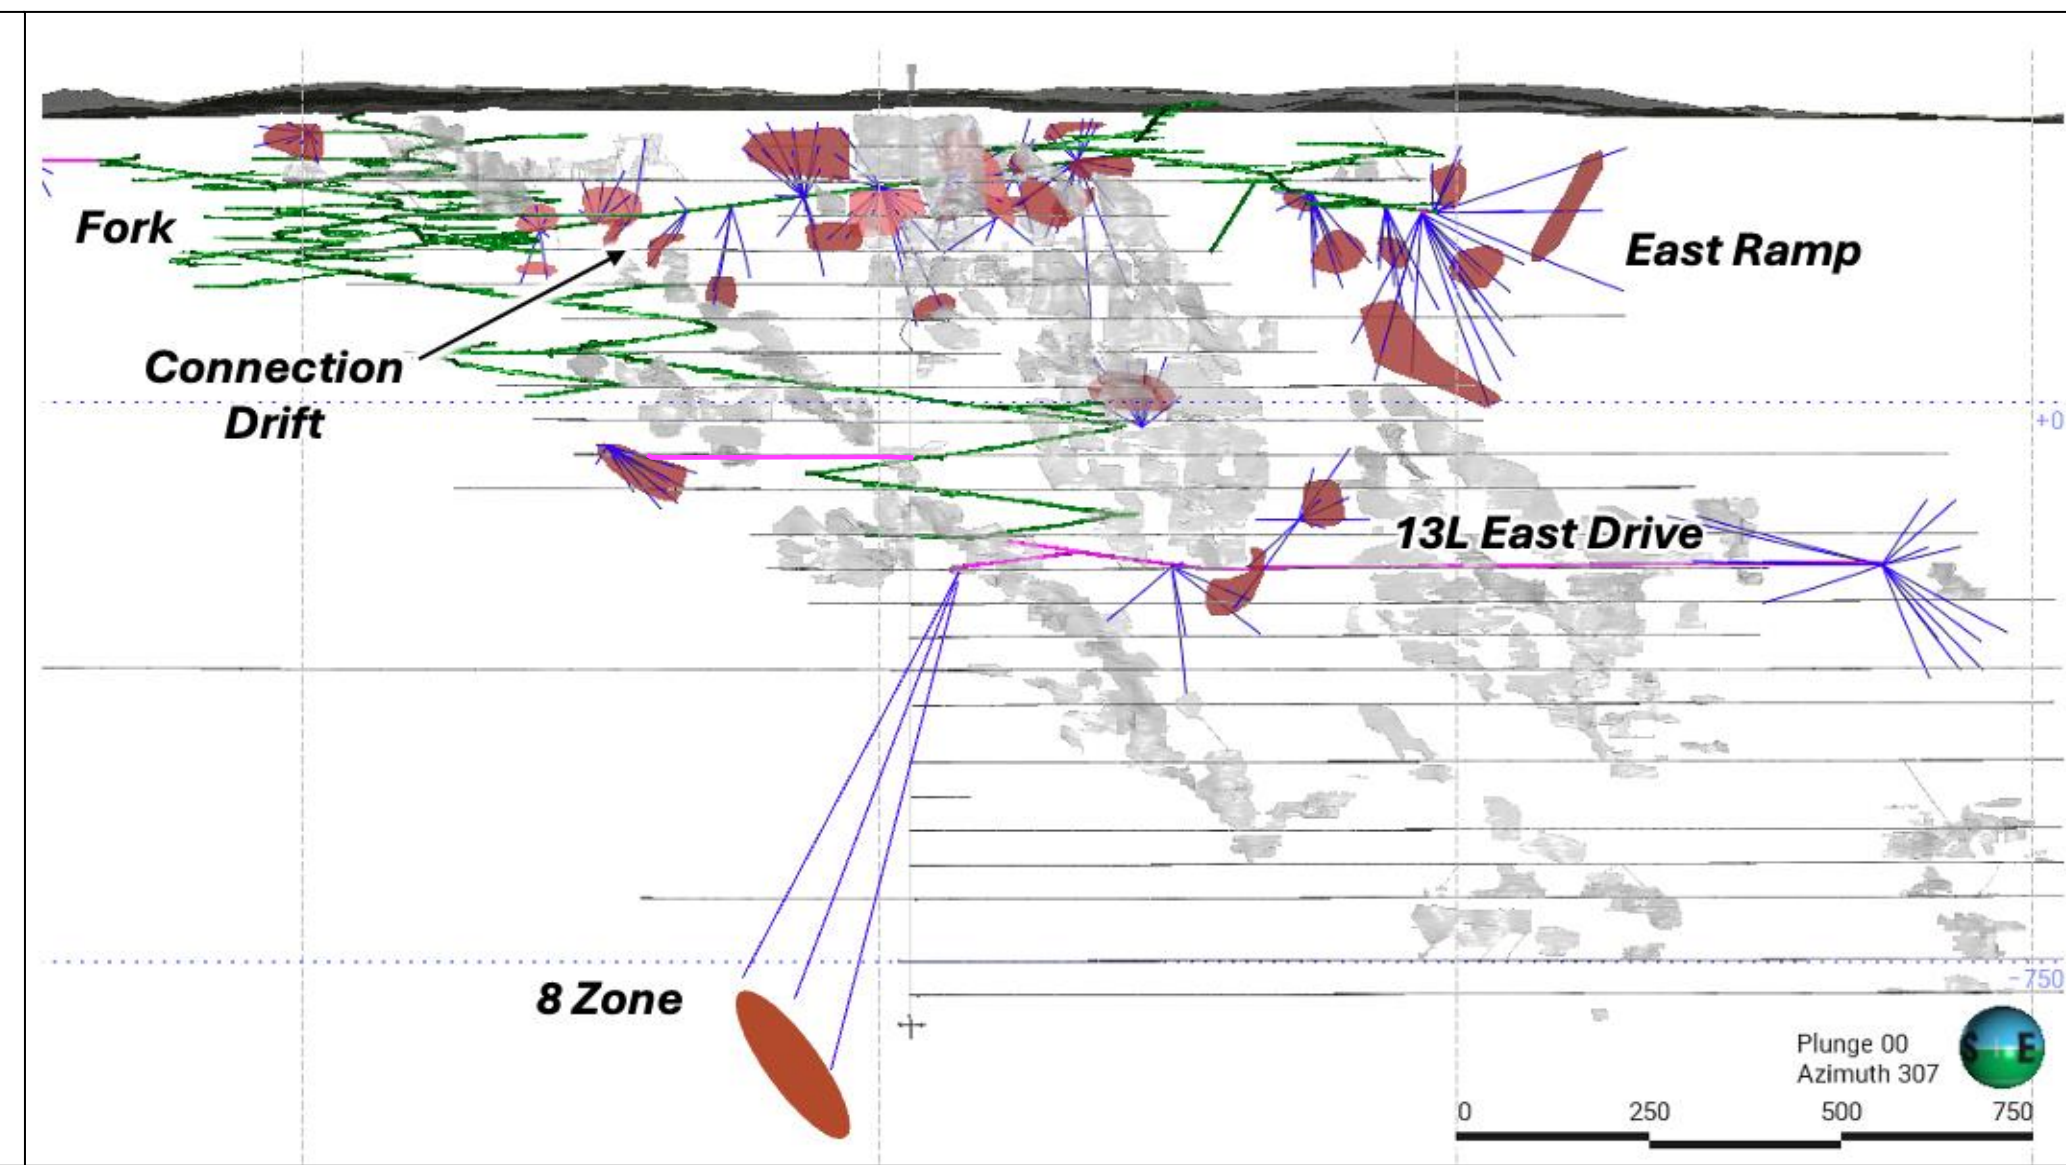 Fork
East Ramp
Connection
Drift
+0
13L East Drive
8 Zone
-750
Plunge 00
Azimuth 307
S E
0 250 500 750